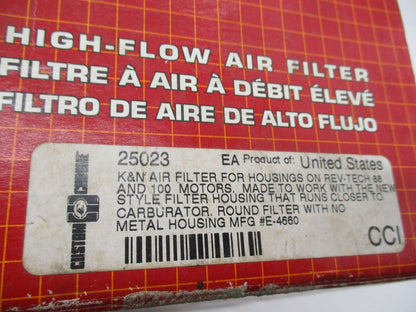 HIGH-FLOW AIR FILTER
FILTRE À AIR À DÉBIT ÉLEVÉ
FILTRO DE AIRE DE ALTO FLUJO
CUSTOM CHROME
25023 EA Product of: United States
K&N AIR FILTER FOR HOUSINGS ON REV-TECH 88
AND 100 MOTORS. MADE TO WORK WITH THE NEW
STYLE FILTER HOUSING THAT RUNS CLOSER TO
CARBURATOR. ROUND FILTER WITH NO
METAL HOUSING MFG #E-4660
CCI